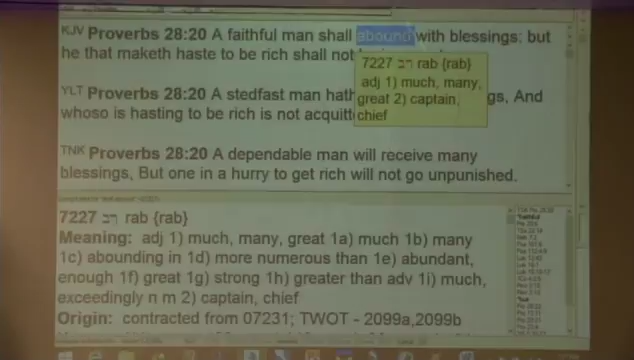 KJV Proverbs 28:20 A faithful man shall abound with blessings: but
he that maketh haste to be rich shall not
7227 רב rab {rab}
adj 1) much, many,
great 2) captain,
chief
YLT Proverbs 28:20 A stedfast man hath gs, And
whoso is hasting to be rich is not acquitt
TNK Proverbs 28:20 A dependable man will receive many
blessings, But one in a hurry to get rich will not go unpunished.
7227 רב rab {rab}
Meaning: adj 1) much, many, great 1a) much 1b) many
1c) abounding in 1d) more numerous than 1e) abundant,
enough 1f) great 1g) strong 1h) greater than adv 1i) much,
exceedingly n m 2) captain, chief
Origin: contracted from 07231; TWOT - 2099a,2099b